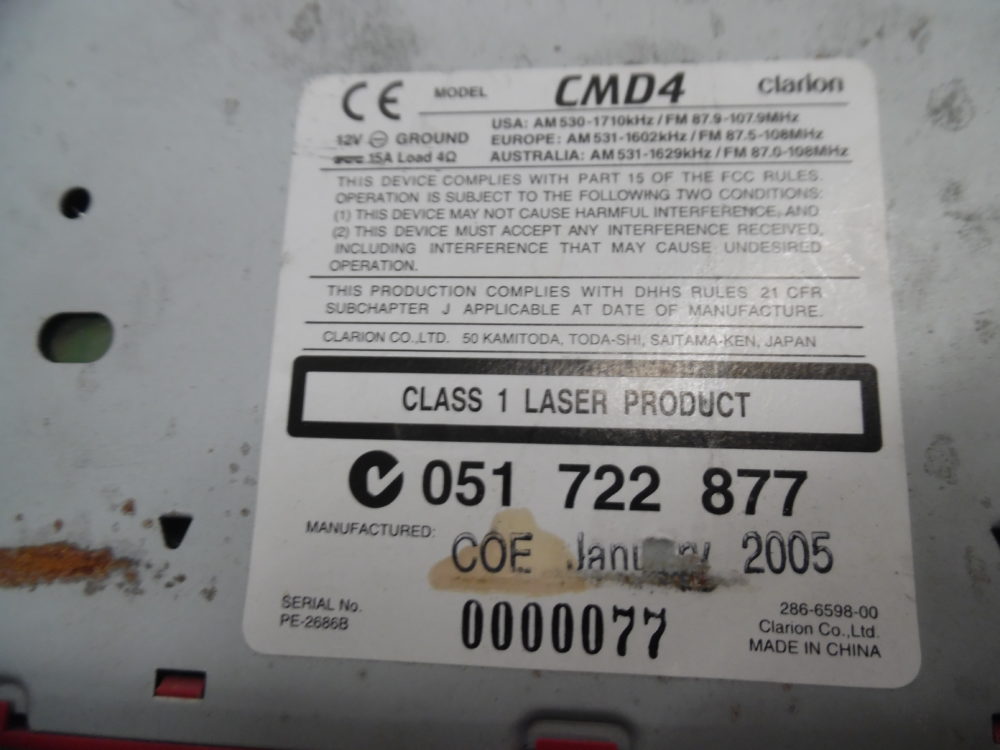 CE MODEL CMD4 clarion
12V ⊖ GROUND
15A Load 4Ω
USA: AM 530-1710kHz / FM 87.9-107.9MHz
EUROPE: AM 531-1602kHz / FM 87.5-108MHz
AUSTRALIA: AM 531-1629kHz / FM 87.0-108MHz
THIS DEVICE COMPLIES WITH PART 15 OF THE FCC RULES.
OPERATION IS SUBJECT TO THE FOLLOWING TWO CONDITIONS:
(1) THIS DEVICE MAY NOT CAUSE HARMFUL INTERFERENCE, AND
(2) THIS DEVICE MUST ACCEPT ANY INTERFERENCE RECEIVED,
INCLUDING INTERFERENCE THAT MAY CAUSE UNDESIRED
OPERATION.
THIS PRODUCTION COMPLIES WITH DHHS RULES 21 CFR
SUBCHAPTER J APPLICABLE AT DATE OF MANUFACTURE.
CLARION CO.,LTD. 50 KAMITODA, TODA-SHI, SAITAMA-KEN, JAPAN
CLASS 1 LASER PRODUCT
051 722 877
MANUFACTURED: COE January 2005
SERIAL No.
PE-2686B
0000077
286-6598-00
Clarion Co.,Ltd.
MADE IN CHINA